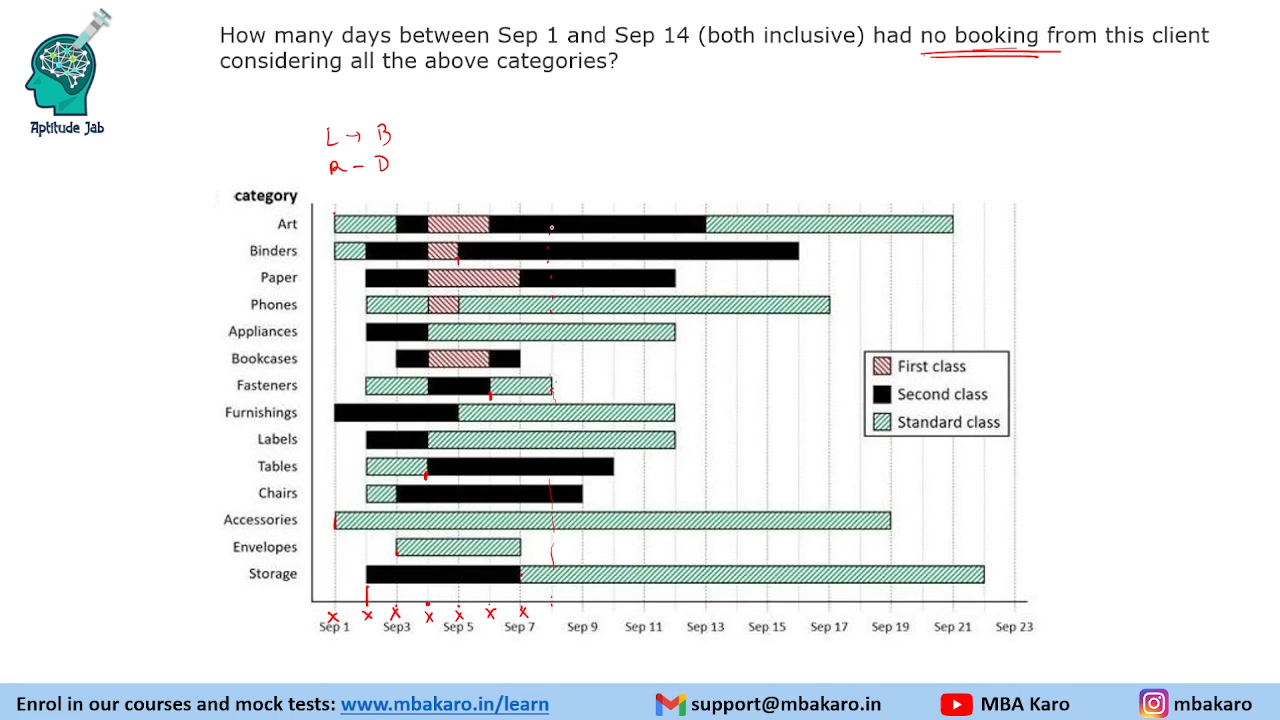 How many days between Sep 1 and Sep 14 (both inclusive) had no booking from this client
considering all the above categories?
Aptitude Jab
L → B
R - D
category
Art
Binders
Paper
Phones
Appliances
Bookcases
Fasteners
Furnishings
Labels
Tables
Chairs
Accessories
Envelopes
Storage
First class
Second class
Standard class
x x x x x x x
Sep 1 Sep3 Sep 5 Sep 7 Sep 9 Sep 11 Sep 13 Sep 15 Sep 17 Sep 19 Sep 21 Sep 23
Enrol in our courses and mock tests: www.mbakaro.in/learn support@mbakaro.in MBA Karo mbakaro